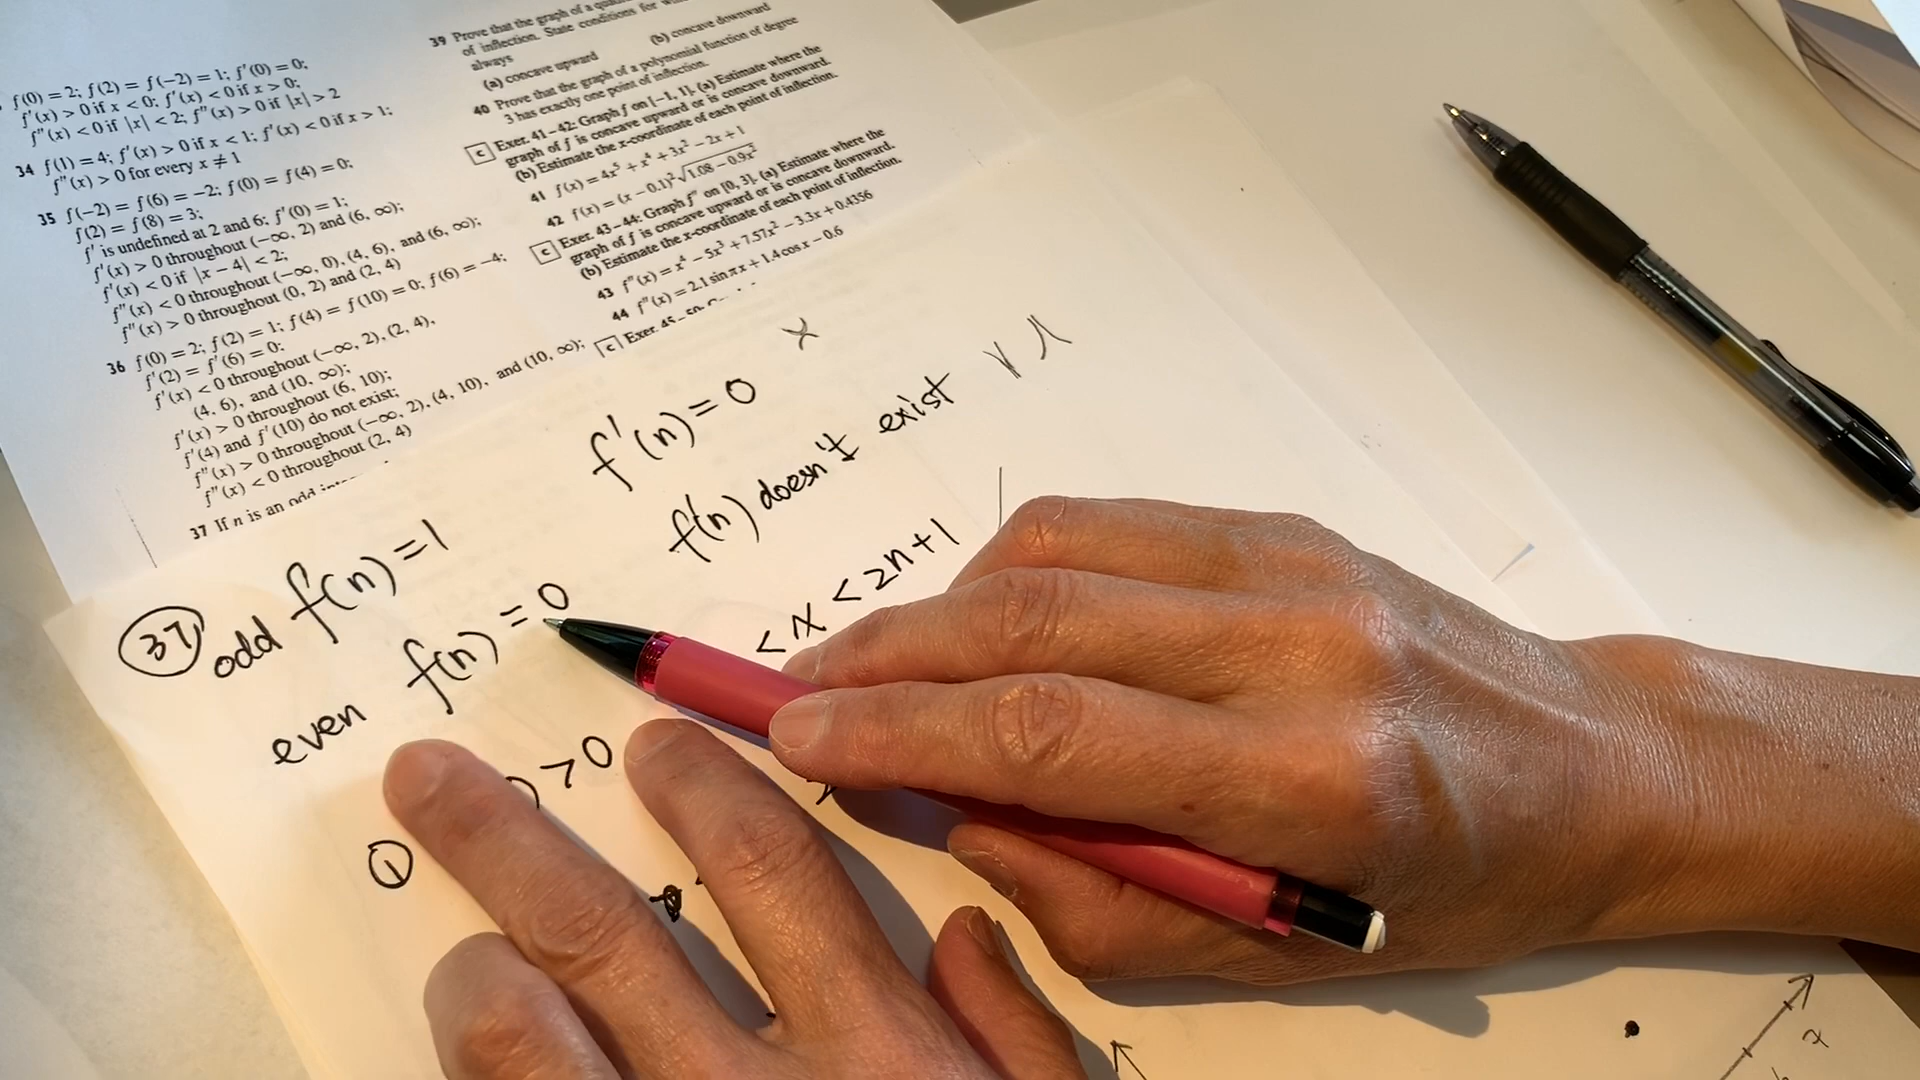 f(0) = 2; f(2) = f(−2) = 1; f′(0) = 0;
f′(x) > 0 if x < 0; f′(x) < 0 if x > 0;
f″(x) < 0 if |x| < 2; f″(x) > 0 if |x| > 2
34 f(1) = 4; f′(x) > 0 if x < 1; f′(x) < 0 if x > 1;
f″(x) > 0 for every x ≠ 1
35 f(−2) = f(6) = −2; f(0) = f(4) = 0;
f(2) = f(8) = 3;
f′ is undefined at 2 and 6; f′(0) = 1;
f′(x) > 0 throughout (−∞, 2) and (6, ∞);
f′(x) < 0 if |x − 4| < 2;
f″(x) < 0 throughout (−∞, 0), (4, 6), and (6, ∞);
f″(x) > 0 throughout (0, 2) and (2, 4)
36 f(0) = 2; f(2) = 1; f(4) = f(10) = 0; f(6) = −4;
f′(2) = f′(6) = 0;
f′(x) < 0 throughout (−∞, 2), (2, 4),
(4, 6), and (10, ∞);
f′(x) > 0 throughout (6, 10);
f′(4) and f′(10) do not exist;
f″(x) > 0 throughout (−∞, 2), (4, 10), and (10, ∞);
f″(x) < 0 throughout (2, 4)
37 If n is an odd
39 Prove that the graph of a
of inflection. State conditions for
always
(a) concave upward (b) concave downward
40 Prove that the graph of a polynomial function of degree
3 has exactly one point of inflection.
c Exer. 41–42: Graph f on [−1, 1]. (a) Estimate where the
graph of f is concave upward or is concave downward.
(b) Estimate the x-coordinate of each point of inflection.
41 f(x) = 4x⁵ + x⁴ + 3x² − 2x + 1
42 f(x) = (x − 0.1)²√1.08 − 0.9x²
c Exer. 43–44: Graph f″ on [0, 3]. (a) Estimate where the
graph of f is concave upward or is concave downward.
(b) Estimate the x-coordinate of each point of inflection.
43 f″(x) = x⁴ − 5x³ + 7.57x² − 3.3x + 0.4356
44 f″(x) = 2.1 sin πx + 1.4 cos x − 0.6
c Exer. 45–50:
37 odd f(n) = 1
even f(n) = 0
f′(n) = 0
f′(n) doesn't exist
< x < 2n+1
) > 0
1
x